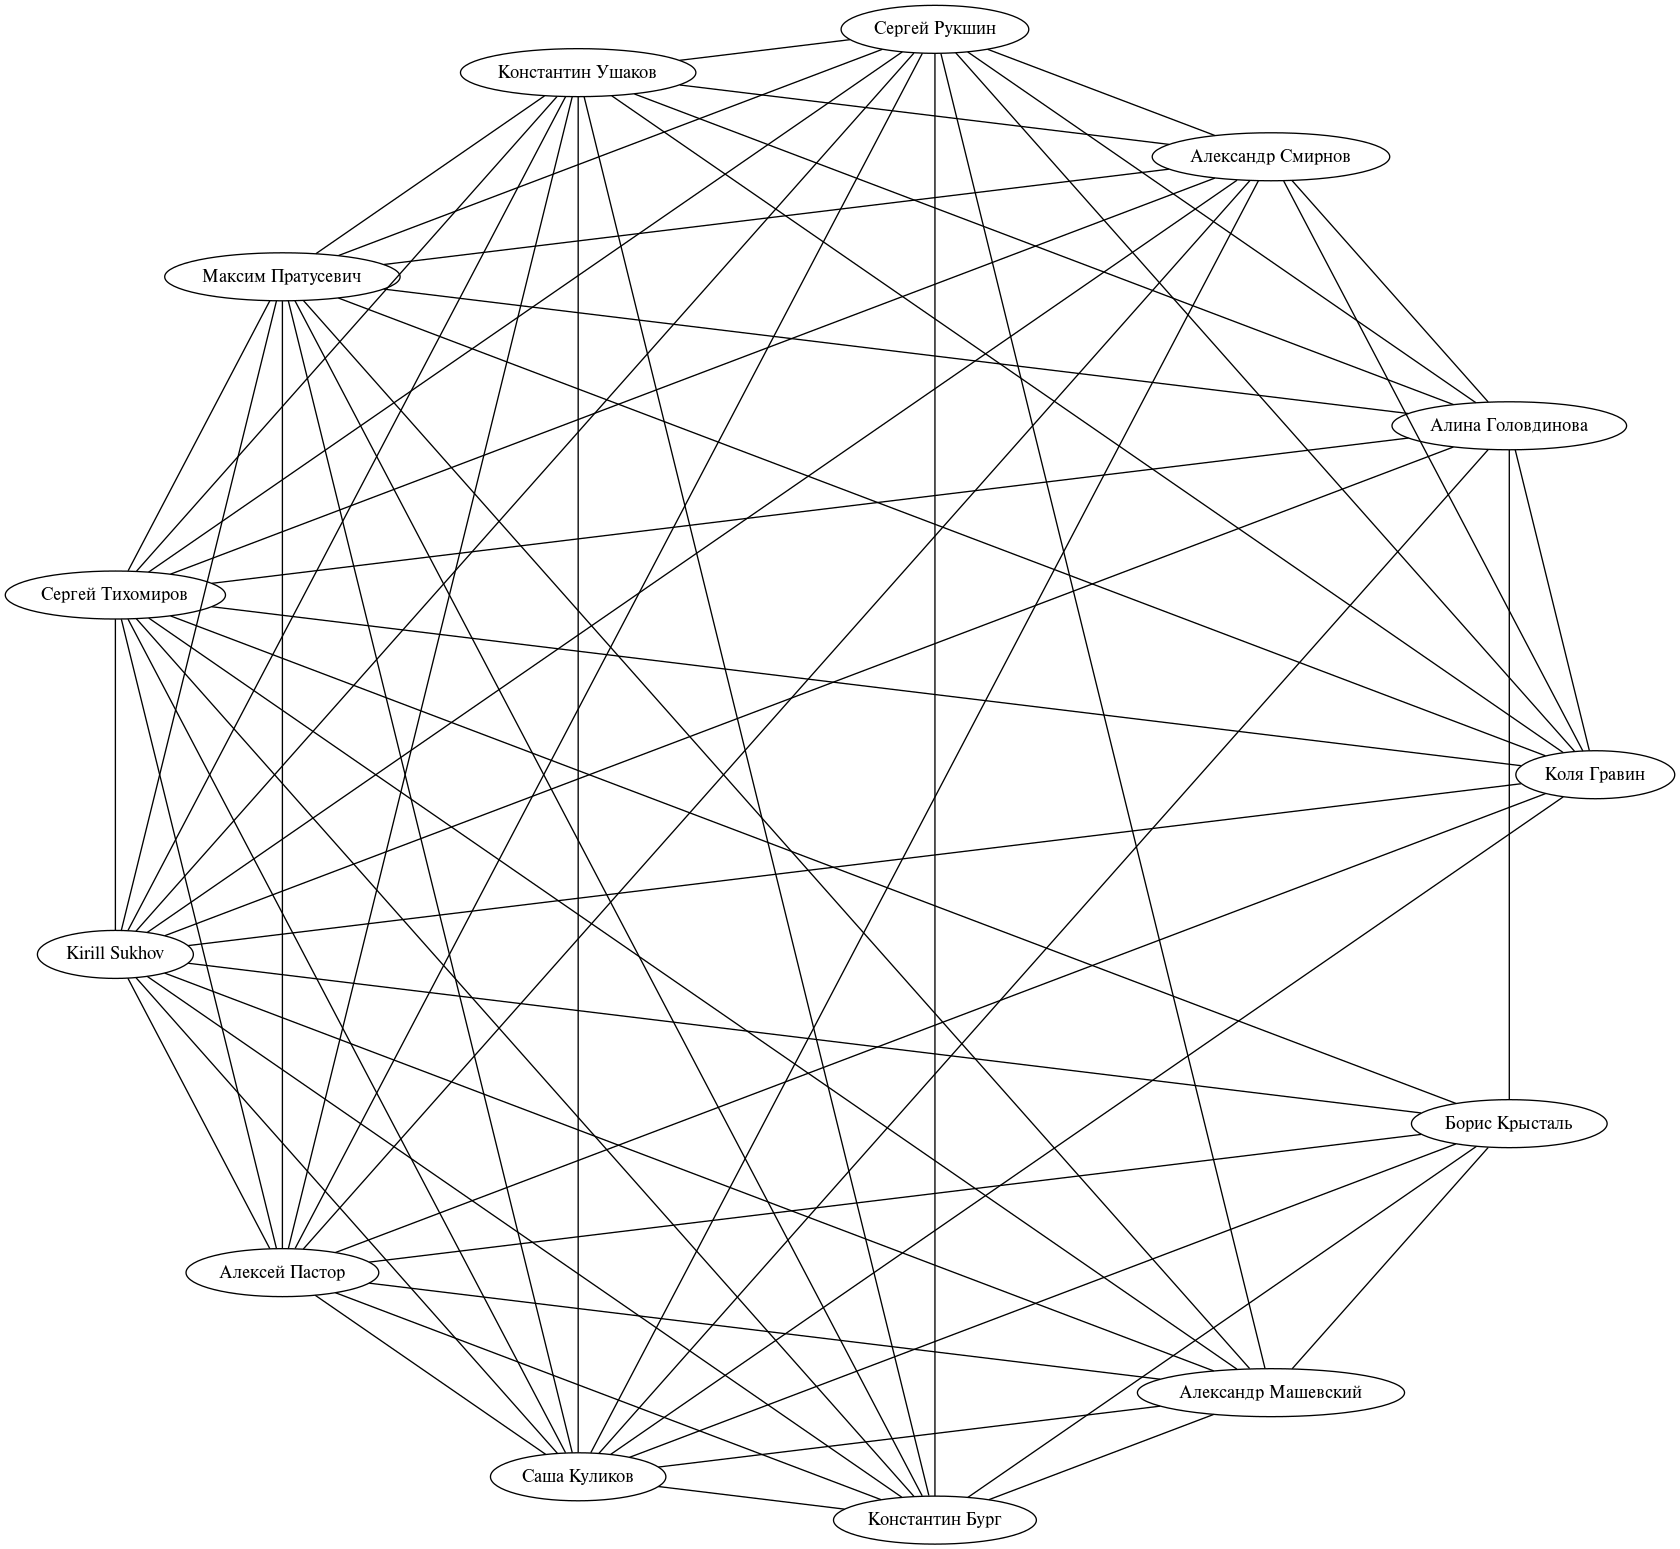 Сергей Рукшин
Константин Ушаков
Александр Смирнов
Максим Пратусевич
Алина Головдинова
Сергей Тихомиров
Коля Гравин
Kirill Sukhov
Борис Крысталь
Алексей Пастор
Александр Машевский
Саша Куликов
Константин Бург